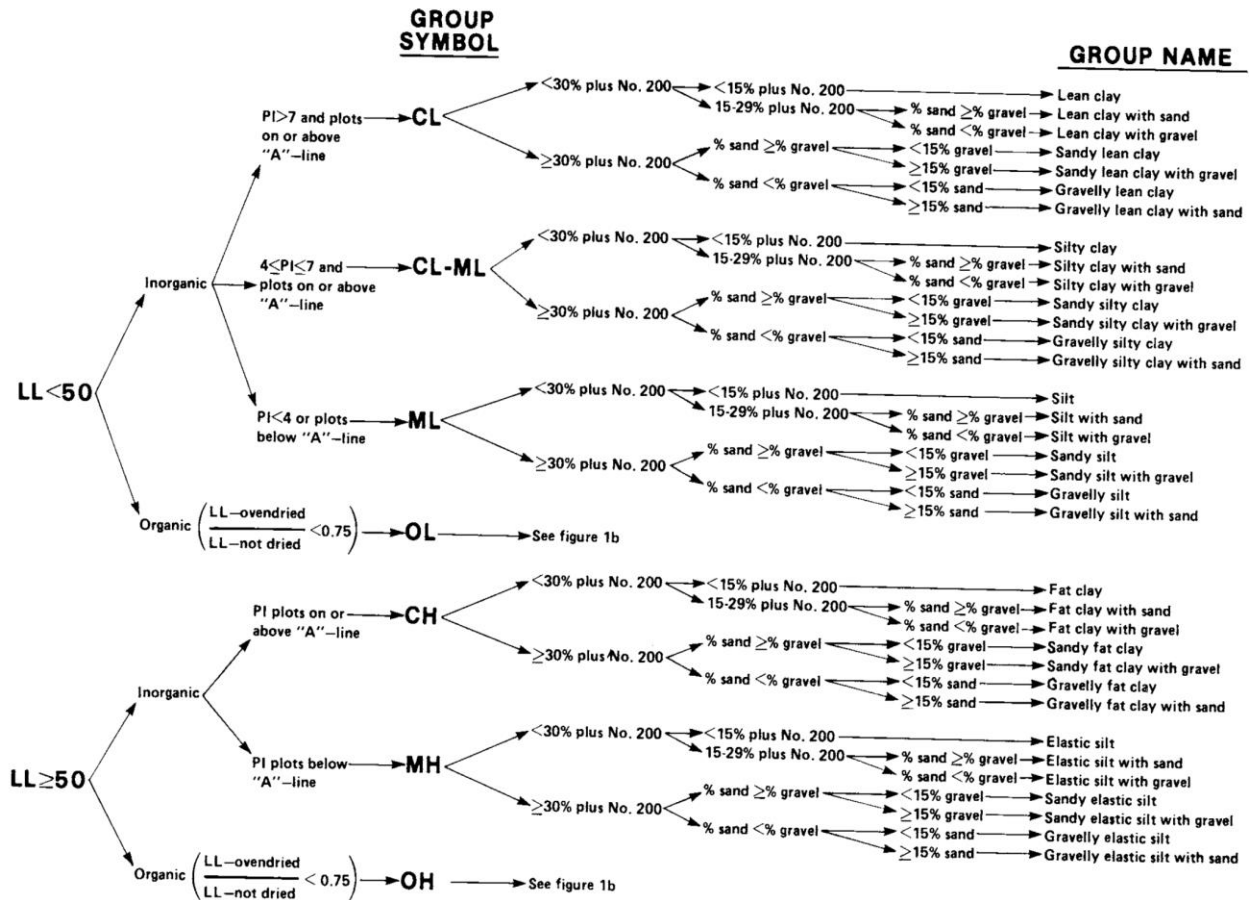 GROUP
SYMBOL
GROUP NAME
LL<50
Inorganic
PI>7 and plots
on or above
"A"—line
CL
<30% plus No. 200
<15% plus No. 200
Lean clay
15-29% plus No. 200
% sand ≥% gravel
Lean clay with sand
% sand <% gravel
Lean clay with gravel
≥30% plus No. 200
% sand ≥% gravel
<15% gravel
Sandy lean clay
≥15% gravel
Sandy lean clay with gravel
% sand <% gravel
<15% sand
Gravelly lean clay
≥15% sand
Gravelly lean clay with sand
4≤PI≤7 and
plots on or above
"A"—line
CL-ML
<30% plus No. 200
<15% plus No. 200
Silty clay
15-29% plus No. 200
% sand ≥% gravel
Silty clay with sand
% sand <% gravel
Silty clay with gravel
≥30% plus No. 200
% sand ≥% gravel
<15% gravel
Sandy silty clay
≥15% gravel
Sandy silty clay with gravel
% sand <% gravel
<15% sand
Gravelly silty clay
≥15% sand
Gravelly silty clay with sand
PI<4 or plots
below "A"—line
ML
<30% plus No. 200
<15% plus No. 200
Silt
15-29% plus No. 200
% sand ≥% gravel
Silt with sand
% sand <% gravel
Silt with gravel
≥30% plus No. 200
% sand ≥% gravel
<15% gravel
Sandy silt
≥15% gravel
Sandy silt with gravel
% sand <% gravel
<15% sand
Gravelly silt
≥15% sand
Gravelly silt with sand
Organic
LL—ovendried
LL—not dried
<0.75
OL
See figure 1b
LL≥50
Inorganic
PI plots on or
above "A"—line
CH
<30% plus No. 200
<15% plus No. 200
Fat clay
15-29% plus No. 200
% sand ≥% gravel
Fat clay with sand
% sand <% gravel
Fat clay with gravel
≥30% plus No. 200
% sand ≥% gravel
<15% gravel
Sandy fat clay
≥15% gravel
Sandy fat clay with gravel
% sand <% gravel
<15% sand
Gravelly fat clay
≥15% sand
Gravelly fat clay with sand
PI plots below
"A"—line
MH
<30% plus No. 200
<15% plus No. 200
Elastic silt
15-29% plus No. 200
% sand ≥% gravel
Elastic silt with sand
% sand <% gravel
Elastic silt with gravel
≥30% plus No. 200
% sand ≥% gravel
<15% gravel
Sandy elastic silt
≥15% gravel
Sandy elastic silt with gravel
% sand <% gravel
<15% sand
Gravelly elastic silt
≥15% sand
Gravelly elastic silt with sand
Organic
LL—ovendried
LL—not dried
< 0.75
OH
See figure 1b